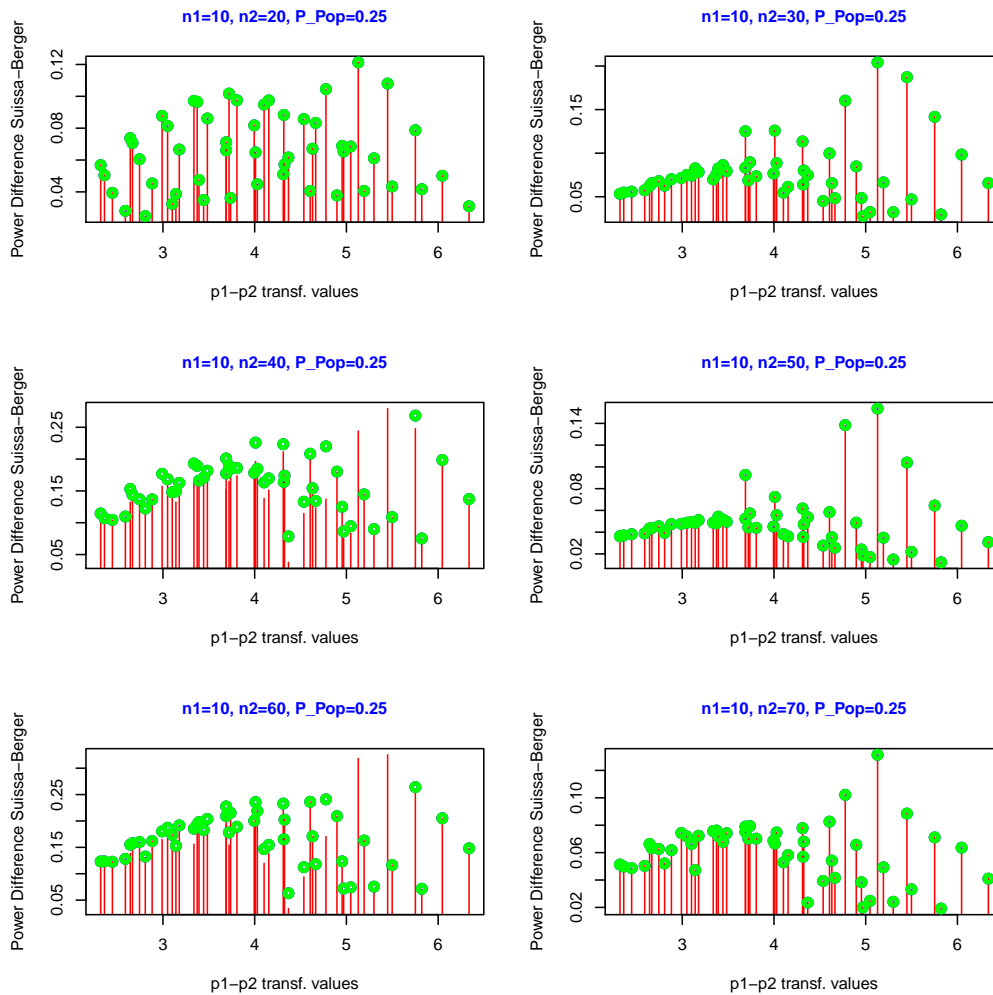 n1=10, n2=20, P_Pop=0.25
Power Difference Suissa−Berger
0.04 0.08 0.12
3 4 5 6
p1−p2 transf. values
n1=10, n2=30, P_Pop=0.25
Power Difference Suissa−Berger
0.05 0.15
3 4 5 6
p1−p2 transf. values
n1=10, n2=40, P_Pop=0.25
Power Difference Suissa−Berger
0.05 0.15 0.25
3 4 5 6
p1−p2 transf. values
n1=10, n2=50, P_Pop=0.25
Power Difference Suissa−Berger
0.02 0.08 0.14
3 4 5 6
p1−p2 transf. values
n1=10, n2=60, P_Pop=0.25
Power Difference Suissa−Berger
0.05 0.15 0.25
3 4 5 6
p1−p2 transf. values
n1=10, n2=70, P_Pop=0.25
Power Difference Suissa−Berger
0.02 0.06 0.10
3 4 5 6
p1−p2 transf. values